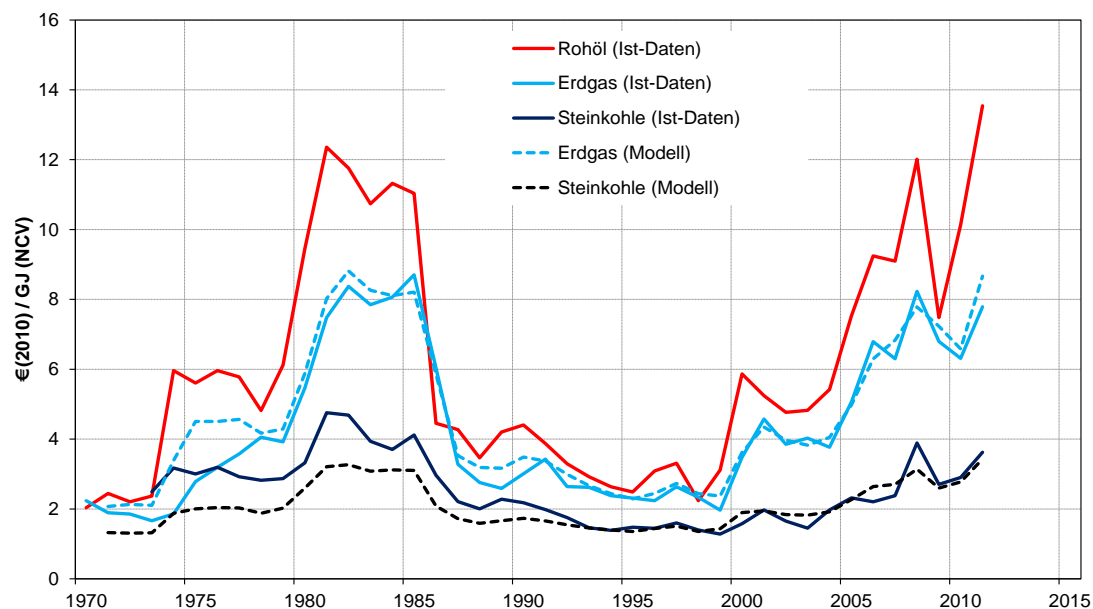 €(2010) / GJ (NCV)
16
14
12
10
8
6
4
2
0
Rohöl (Ist-Daten)
Erdgas (Ist-Daten)
Steinkohle (Ist-Daten)
Erdgas (Modell)
Steinkohle (Modell)
1970 1975 1980 1985 1990 1995 2000 2005 2010 2015